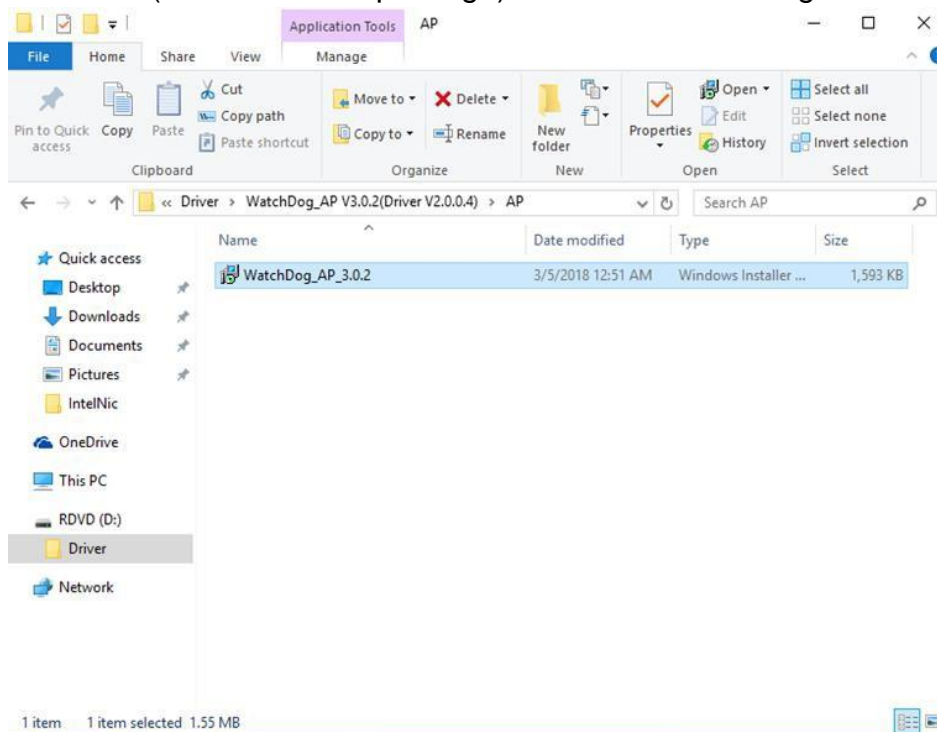 Application Tools AP
File Home Share View Manage
Pin to Quick access
Copy
Paste
Cut
Copy path
Paste shortcut
Clipboard
Move to
Copy to
Delete
Rename
Organize
New folder
New
Properties
Open
Edit
History
Open
Select all
Select none
Invert selection
Select
« Driver › WatchDog_AP V3.0.2(Driver V2.0.0.4) › AP
Search AP
Name Date modified Type Size
WatchDog_AP_3.0.2 3/5/2018 12:51 AM Windows Installer ... 1,593 KB
Quick access
Desktop
Downloads
Documents
Pictures
IntelNic
OneDrive
This PC
RDVD (D:)
Driver
Network
1 item 1 item selected 1.55 MB